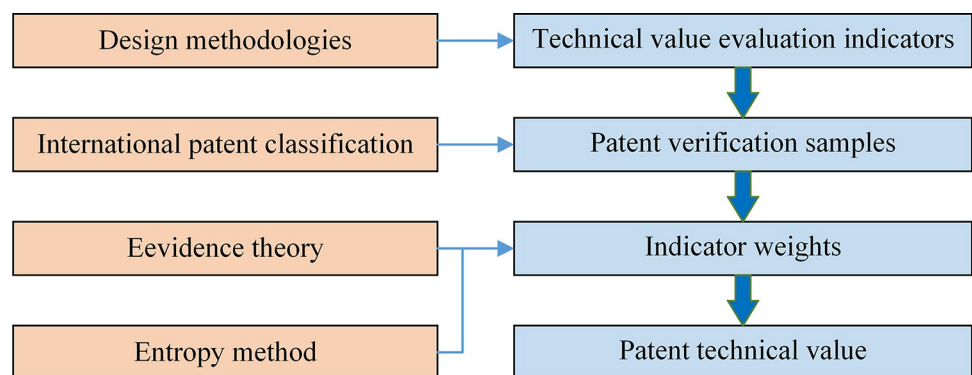 Design methodologies
Technical value evaluation indicators
International patent classification
Patent verification samples
Eevidence theory
Indicator weights
Entropy method
Patent technical value